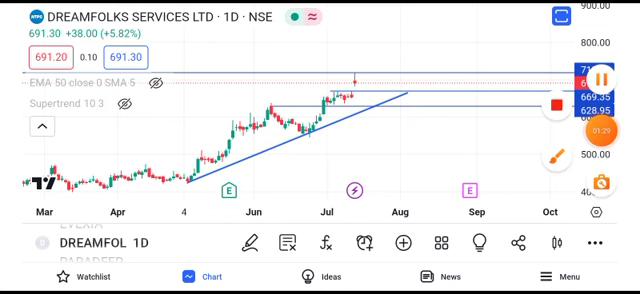 NTPC DREAMFOLKS SERVICES LTD · 1D · NSE
691.30 +38.00 (+5.82%)
691.20 0.10 691.30
EMA 50 close 0 SMA 5
Supertrend 10 3
900.00
800.00
669.35
628.95
500.00
01:29
E
E
Mar Apr 4 Jun Jul Aug Sep Oct
D DREAMFOL 1D
Watchlist Chart Ideas News Menu